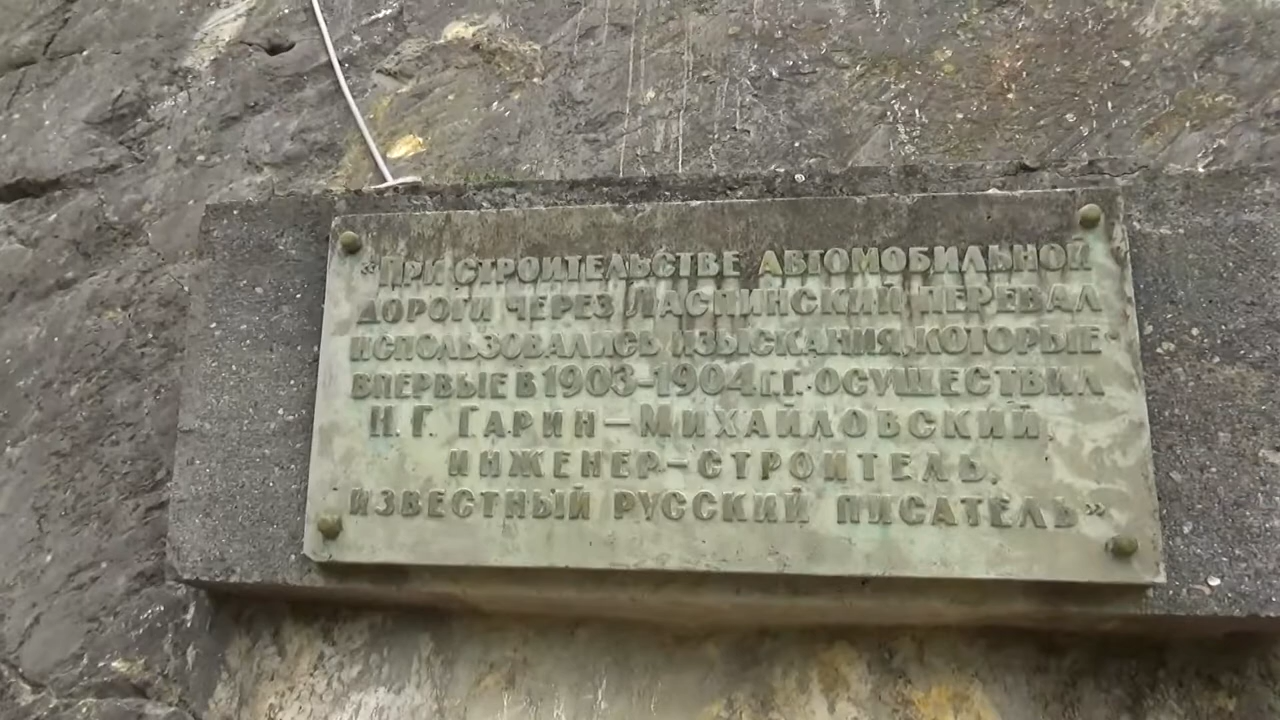 «При строительстве автомобильной
дороги через Ласпинский перевал
использовались изыскания, которые
впервые в 1903-1904 г.г. осуществил
Н. Г. Гарин-Михайловский,
инженер-строитель,
известный русский писатель»